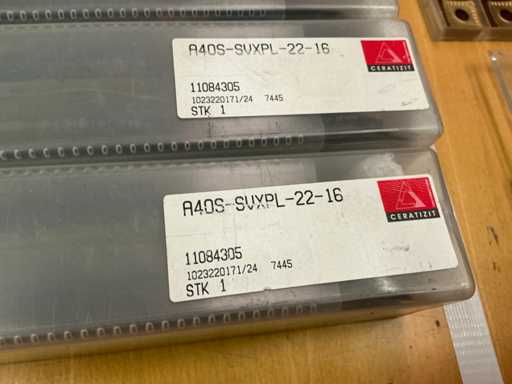 A40S-SVXPL-22-16
CERATIZIT
11084305
1023220171/24 7445
STK 1
A40S-SVXPL-22-16
CERATIZIT
11084305
1023220171/24 7445
STK 1